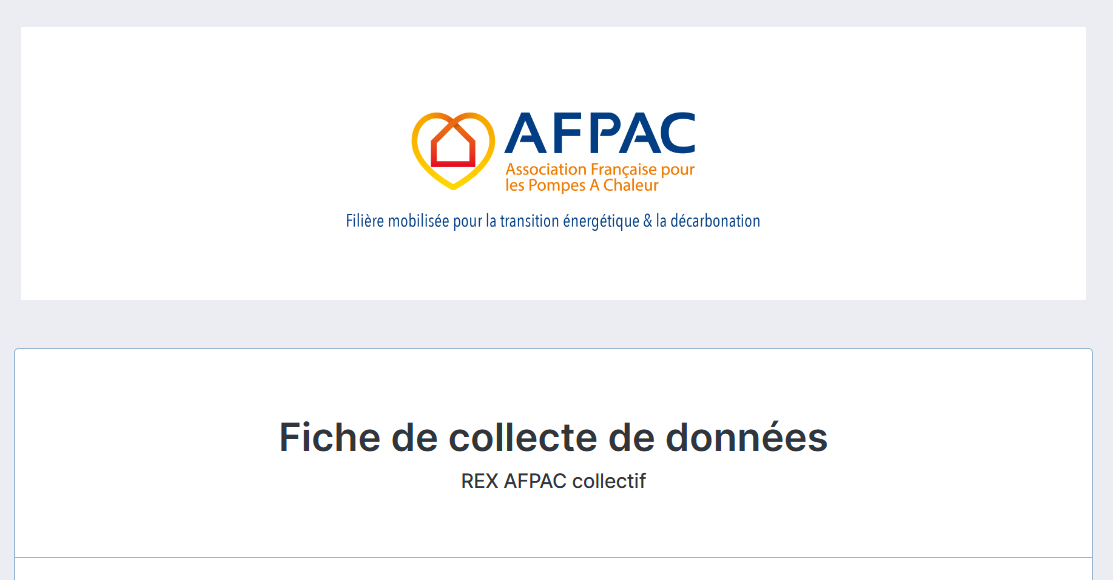 AFPAC
Association Française pour
les Pompes A Chaleur
Filière mobilisée pour la transition énergétique & la décarbonation
Fiche de collecte de données
REX AFPAC collectif